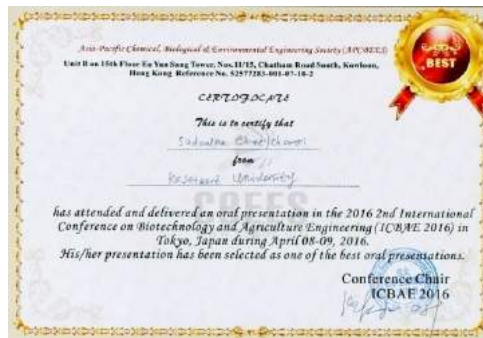 Asia-Pacific Chemical, Biological & Environmental Engineering Society (APCBEES)
Unit B on 15th Floor Eu Yan Sang Tower, Nos.11/15, Chatham Road South, Kowloon,
Hong Kong Reference No. 52577283-001-07-10-2
BEST
CERTOFOCATE
This is to certify that
from
Kasetsart University
CBEES
has attended and delivered an oral presentation in the 2016 2nd International
Conference on Biotechnology and Agriculture Engineering (ICBAE 2016) in
Tokyo, Japan during April 08-09, 2016.
His/her presentation has been selected as one of the best oral presentations.
Conference Chair
ICBAE 2016